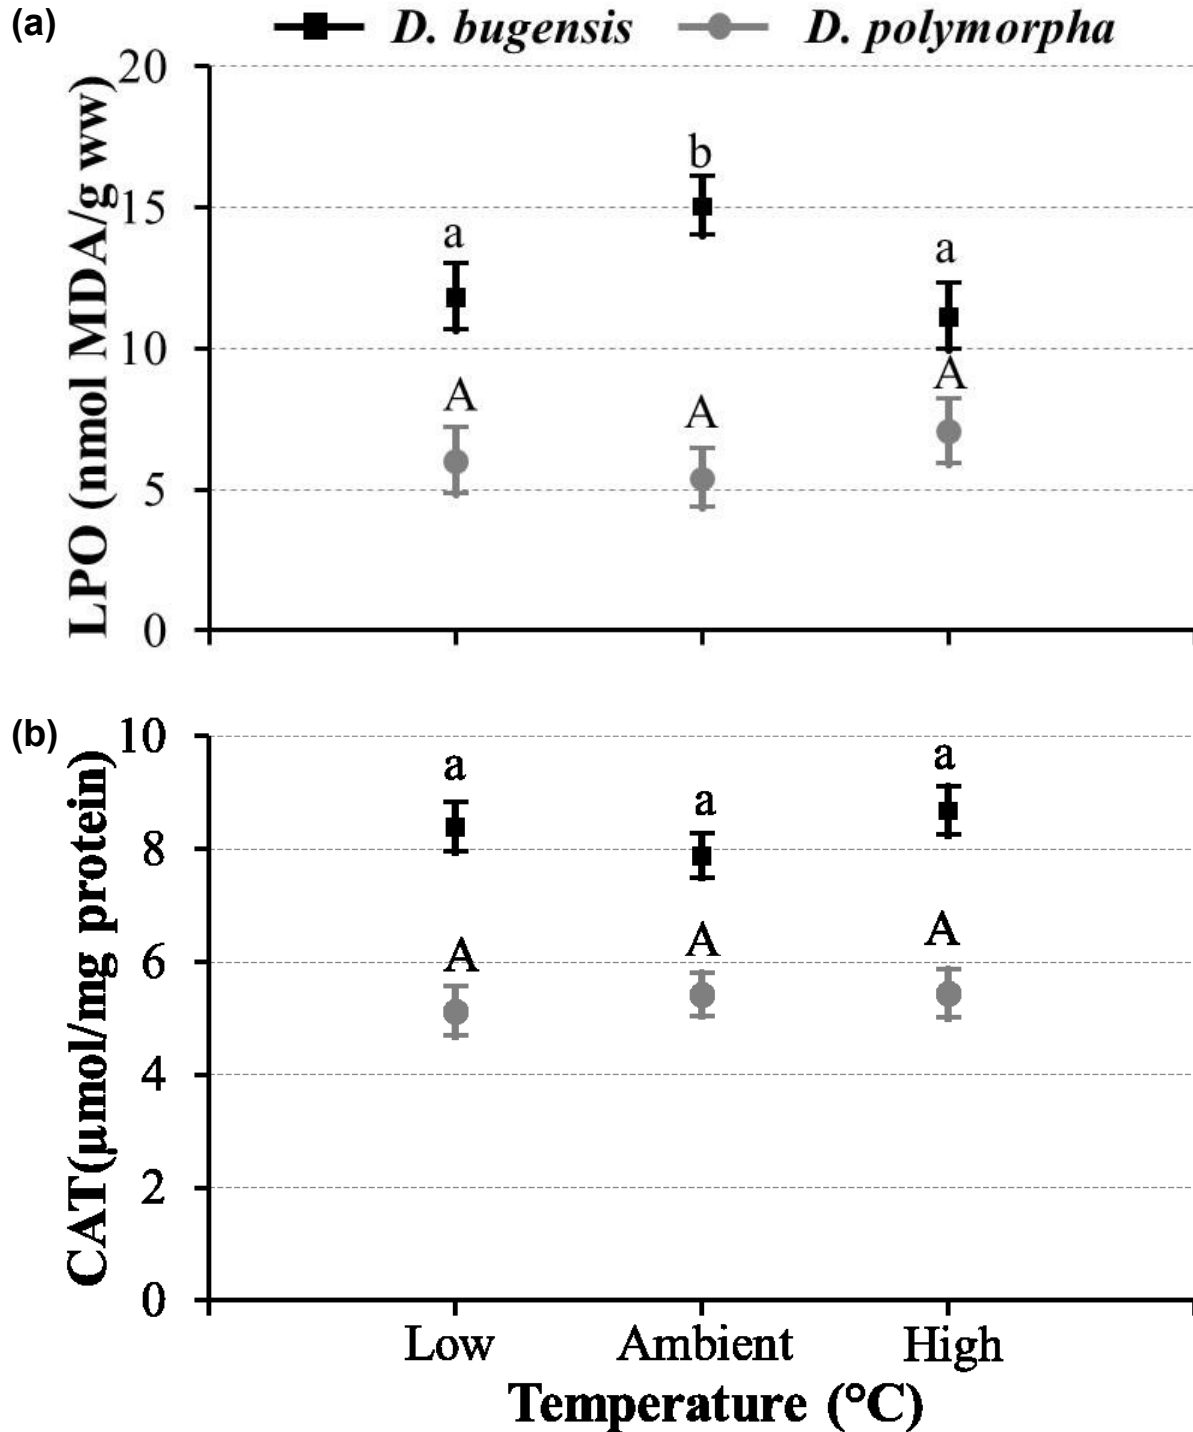 (a)
D. bugensis D. polymorpha
LPO (nmol MDA/g ww)
20
15
10
5
0
b
a
a
A
A
A
(b)
CAT(μmol/mg protein)
10
8
6
4
2
0
a
a
a
A
A
A
Low Ambient High
Temperature (°C)